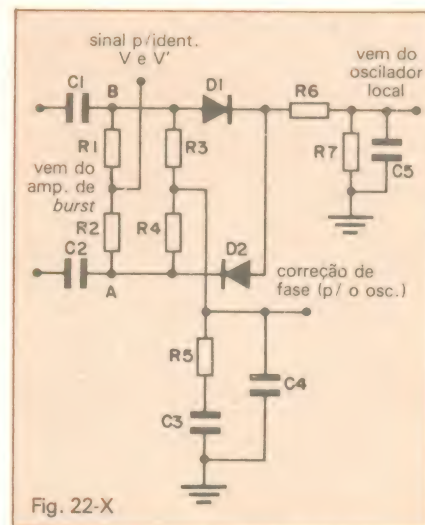 sinal p/ident.
V e V'
C1
B
D1
R6
vem do
oscilador
local
R1
R3
R7
C5
vem do
amp. de
burst
R2
R4
D2
C2
A
correção de
fase (p/ o osc.)
R5
C4
C3
Fig. 22-X